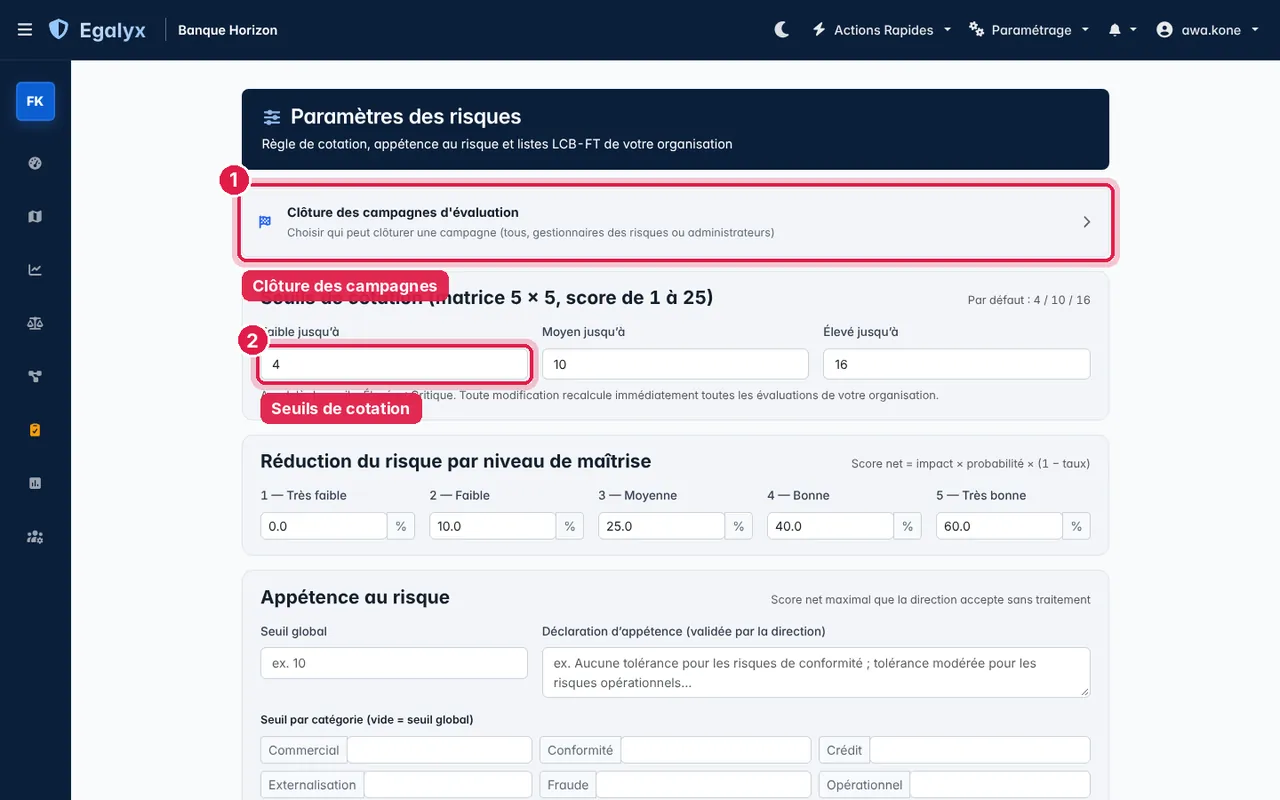 Egalyx
Banque Horizon
Actions Rapides
Paramétrage
awa.kone
FK
Paramètres des risques
Règle de cotation, appétence au risque et listes LCB-FT de votre organisation
1
Clôture des campagnes d'évaluation
Choisir qui peut clôturer une campagne (tous, gestionnaires des risques ou administrateurs)
Clôture des campagnes
(matrice 5 × 5, score de 1 à 25)
Par défaut : 4 / 10 / 16
2
Faible jusqu’à
Moyen jusqu’à
Élevé jusqu’à
4
10
16
Critique. Toute modification recalcule immédiatement toutes les évaluations de votre organisation.
Seuils de cotation
Réduction du risque par niveau de maîtrise
Score net = impact × probabilité × (1 − taux)
1 — Très faible
2 — Faible
3 — Moyenne
4 — Bonne
5 — Très bonne
0.0 %
10.0 %
25.0 %
40.0 %
60.0 %
Appétence au risque
Score net maximal que la direction accepte sans traitement
Seuil global
Déclaration d’appétence (validée par la direction)
ex. 10
ex. Aucune tolérance pour les risques de conformité ; tolérance modérée pour les
risques opérationnels...
Seuil par catégorie (vide = seuil global)
Commercial
Conformité
Crédit
Externalisation
Fraude
Opérationnel